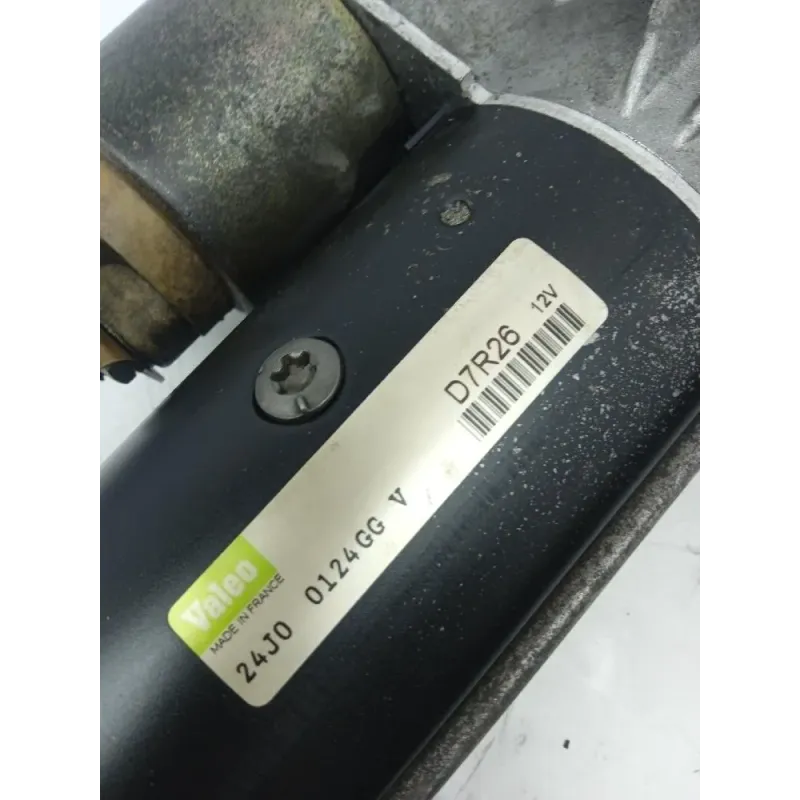 D7R26 12V
Valeo
MADE IN FRANCE
24J0 0124GG V